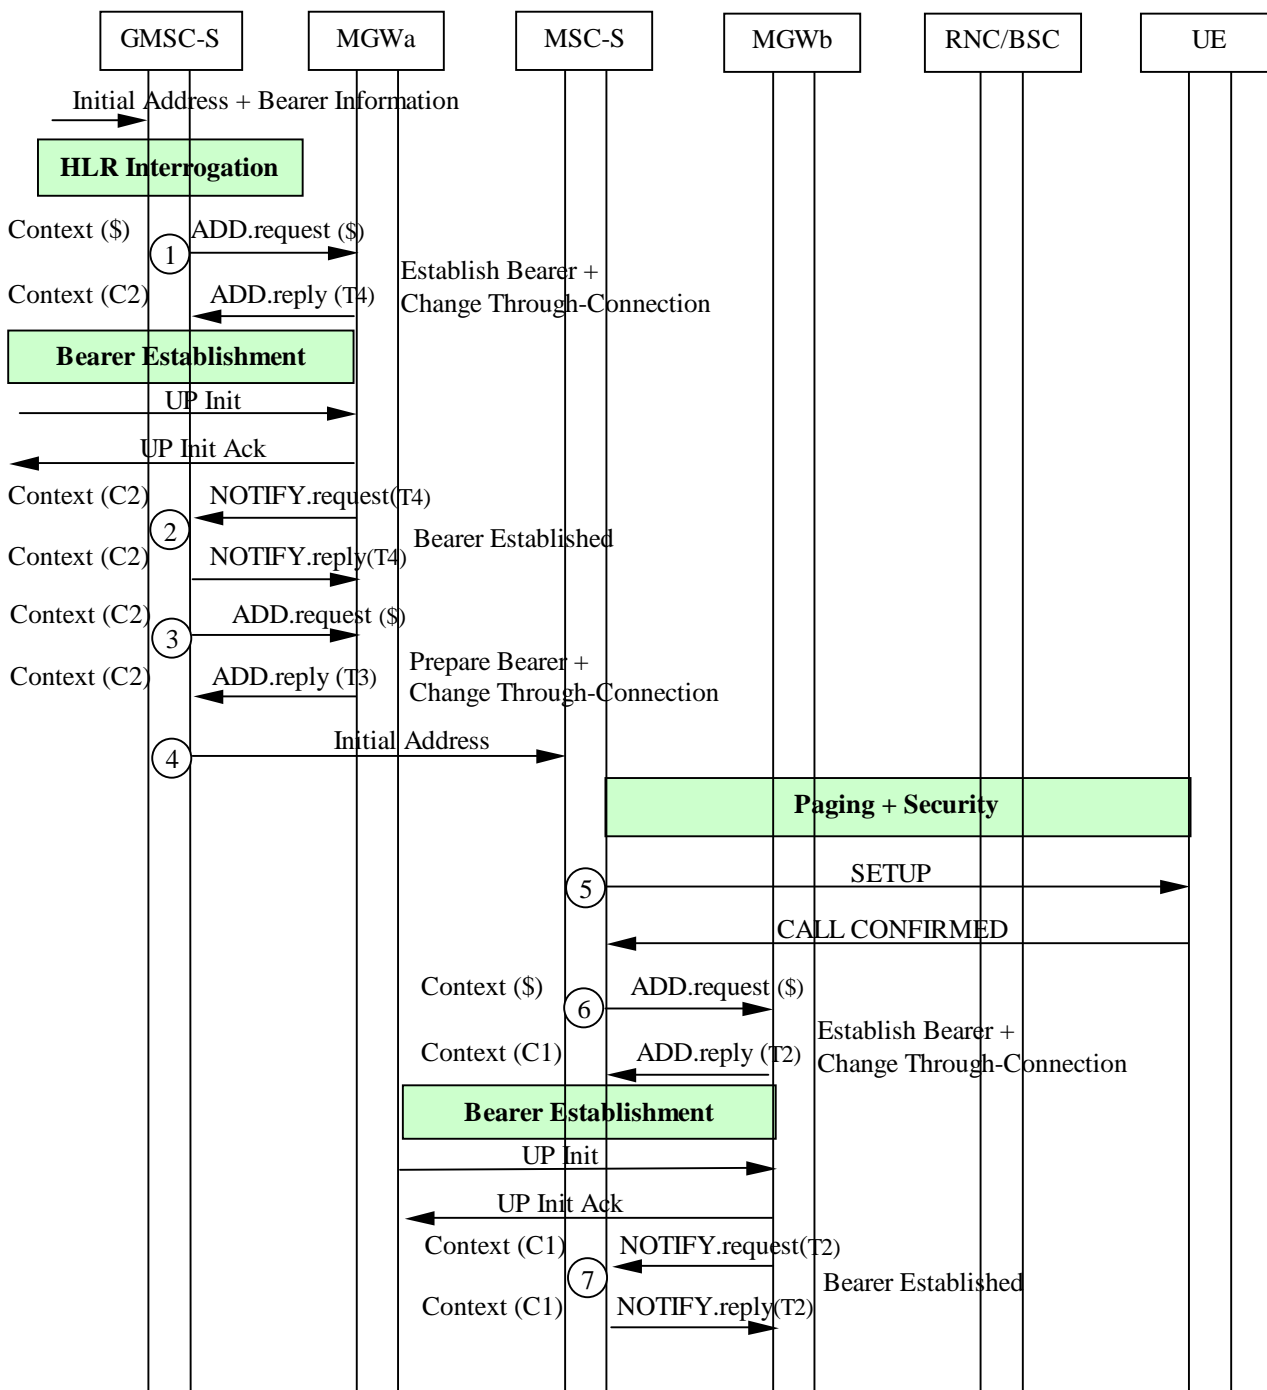 GMSC-S
MGWa
MSC-S
MGWb
RNC/BSC
UE
Initial Address + Bearer Information
HLR Interrogation
Context ($)
ADD.request ($)
1
Establish Bearer +
Change Through-Connection
Context (C2)
ADD.reply (T4)
Bearer Establishment
UP Init
UP Init Ack
Context (C2)
NOTIFY.request(T4)
2
Bearer Established
Context (C2)
NOTIFY.reply(T4)
Context (C2)
ADD.request ($)
3
Prepare Bearer +
Change Through-Connection
Context (C2)
ADD.reply (T3)
Initial Address
4
Paging + Security
SETUP
5
CALL CONFIRMED
Context ($)
ADD.request ($)
6
Establish Bearer +
Change Through-Connection
Context (C1)
ADD.reply (T2)
Bearer Establishment
UP Init
UP Init Ack
Context (C1)
NOTIFY.request(T2)
7
Bearer Established
Context (C1)
NOTIFY.reply(T2)